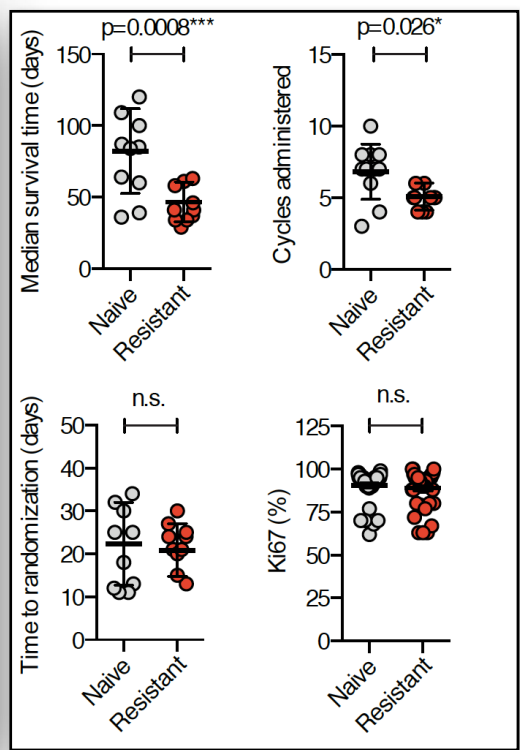 p=0.0008***
Median survival time (days)
150
100
50
0
Naive
Resistant
p=0.026*
Cycles administered
15
10
5
0
Naive
Resistant
n.s.
Time to randomization (days)
50
40
30
20
10
0
Naive
Resistant
n.s.
Ki67 (%)
125
100
75
50
25
0
Naive
Resistant